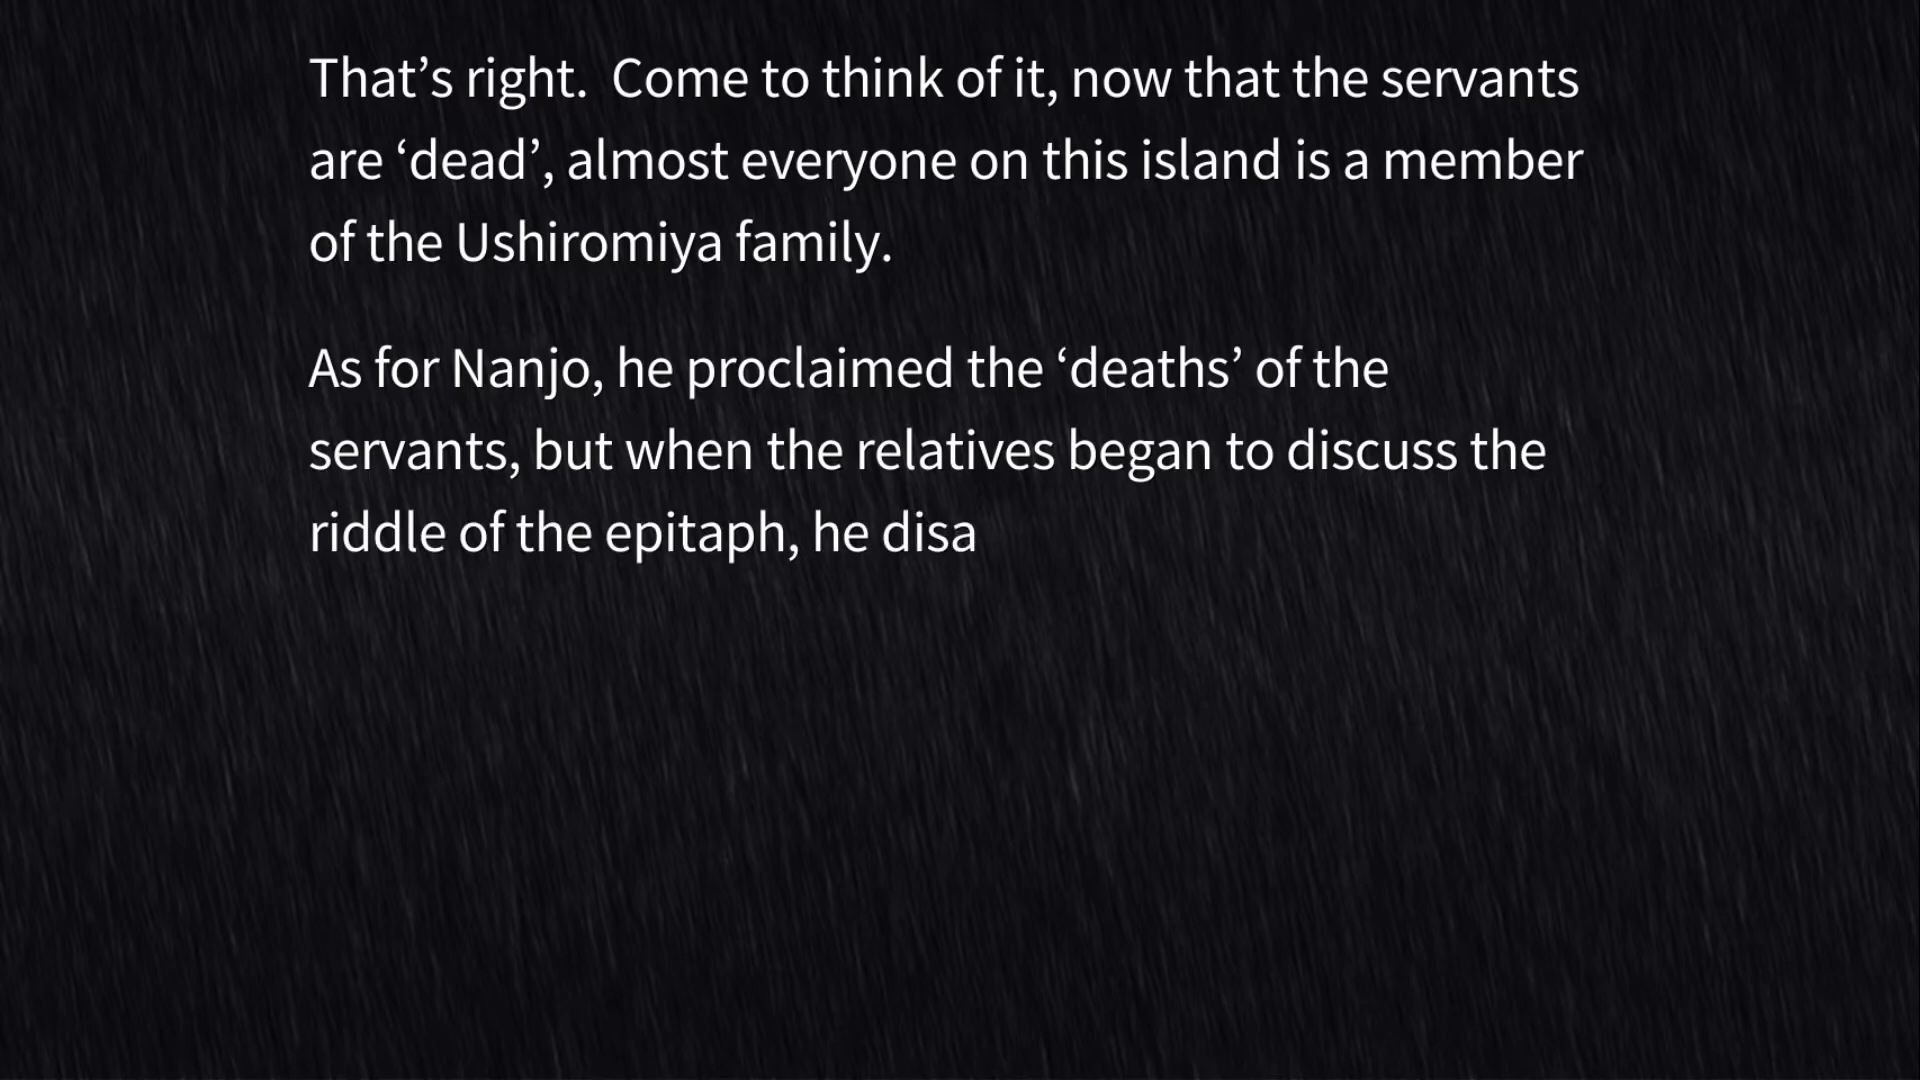 That’s right.  Come to think of it, now that the servants
are ‘dead’, almost everyone on this island is a member
of the Ushiromiya family.
As for Nanjo, he proclaimed the ‘deaths’ of the
servants, but when the relatives began to discuss the
riddle of the epitaph, he disa